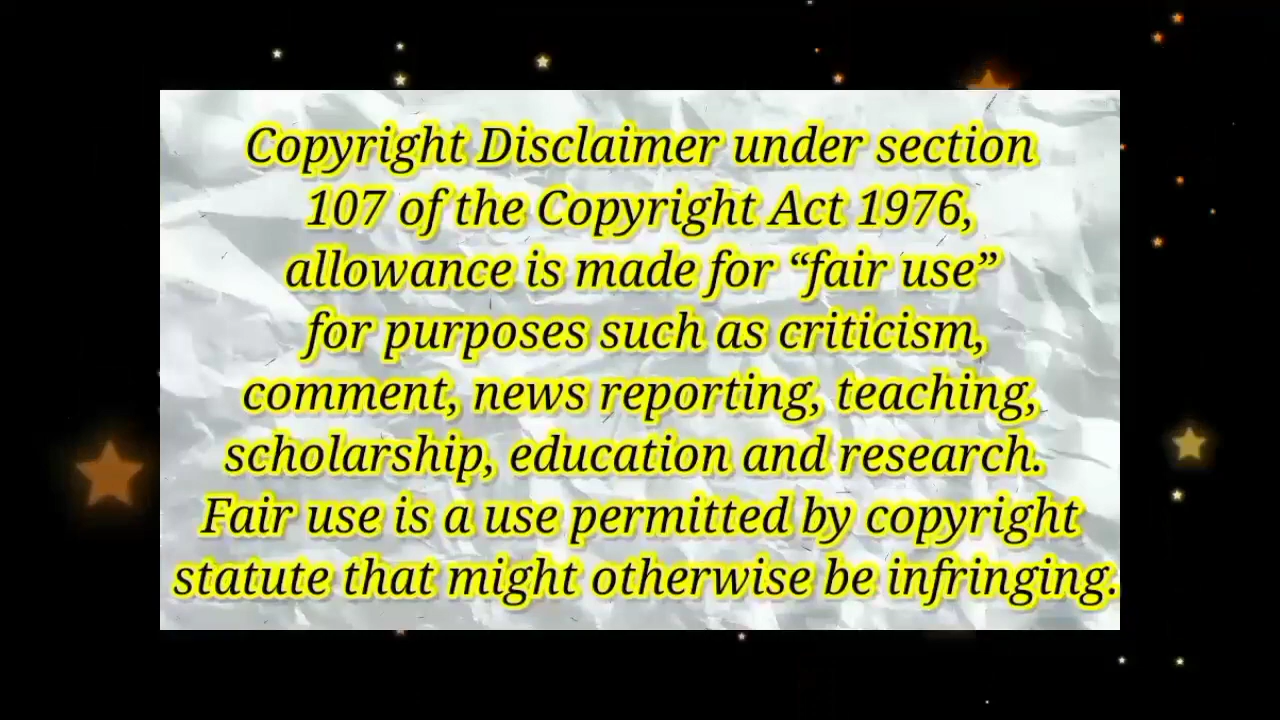 Copyright Disclaimer under section
107 of the Copyright Act 1976,
allowance is made for “fair use”
for purposes such as criticism,
comment, news reporting, teaching,
scholarship, education and research.
Fair use is a use permitted by copyright
statute that might otherwise be infringing.